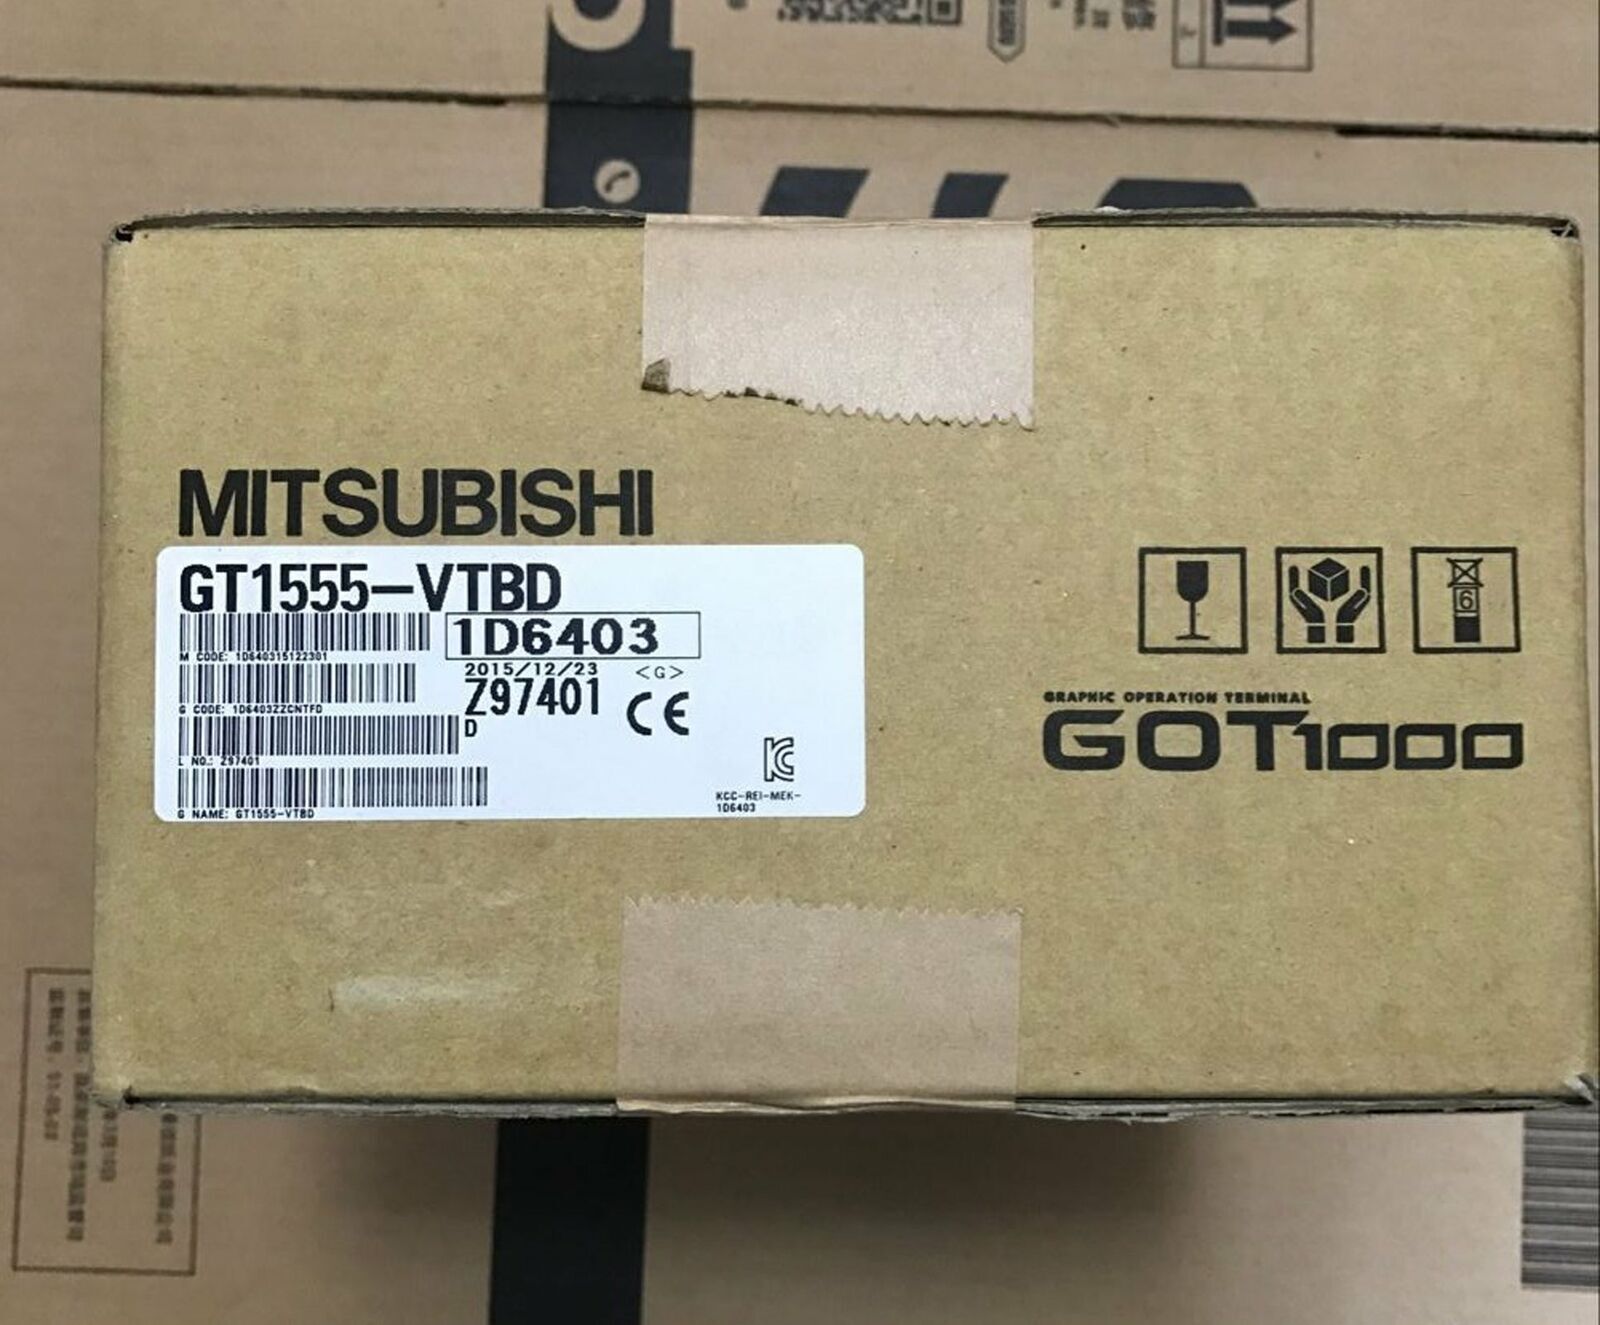 MITSUBISHI
GT1555-VTBD
1D6403
M CODE: 1D640315122301
2015/12/23 <G>
Z97401
G CODE: 1D6403ZZCNTFD
CE
D
L NO.: Z97401
KCC-REI-MEK-
1D6403
G NAME: GT1555-VTBD
6
GRAPHIC OPERATION TERMINAL
GOT1000